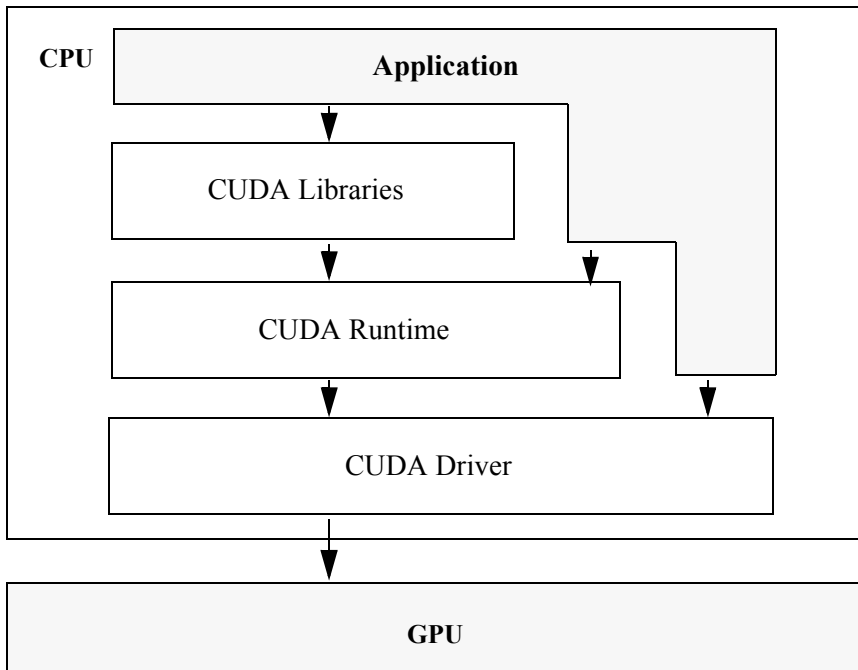 CPU
Application
CUDA Libraries
CUDA Runtime
CUDA Driver
GPU